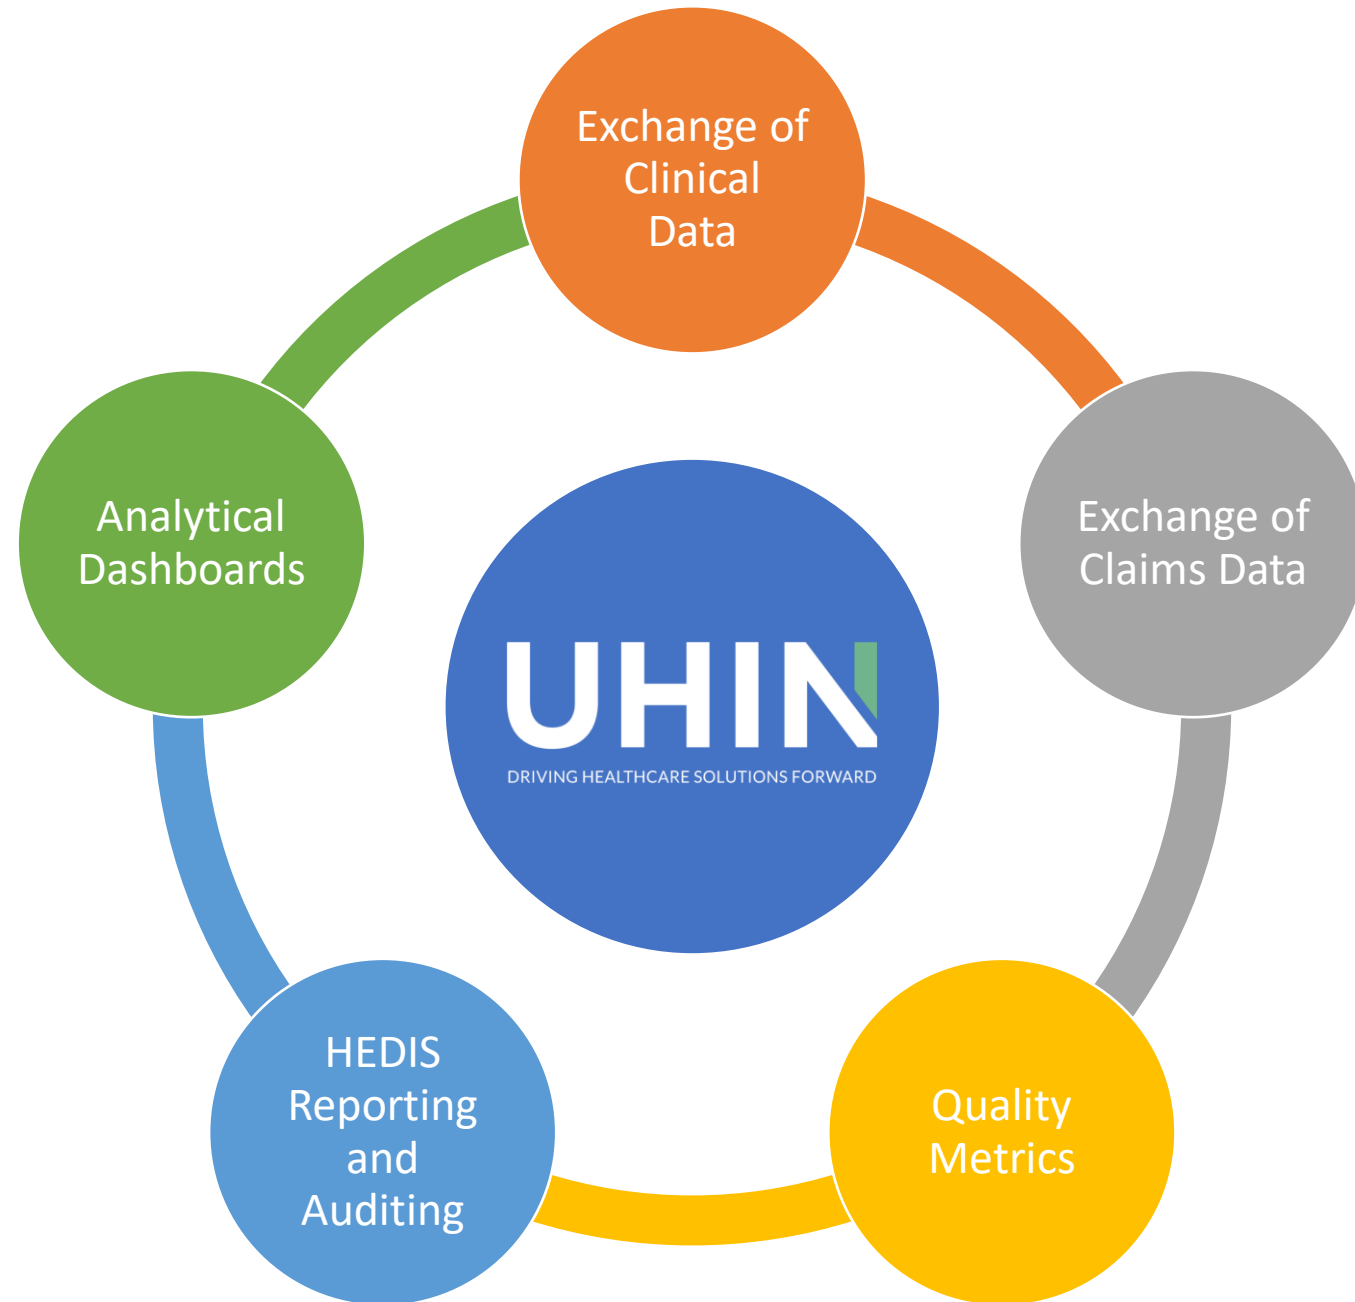 Exchange of
Clinical
Data
Exchange of
Claims Data
Quality
Metrics
HEDIS
Reporting
and
Auditing
Analytical
Dashboards
UHIN
DRIVING HEALTHCARE SOLUTIONS FORWARD